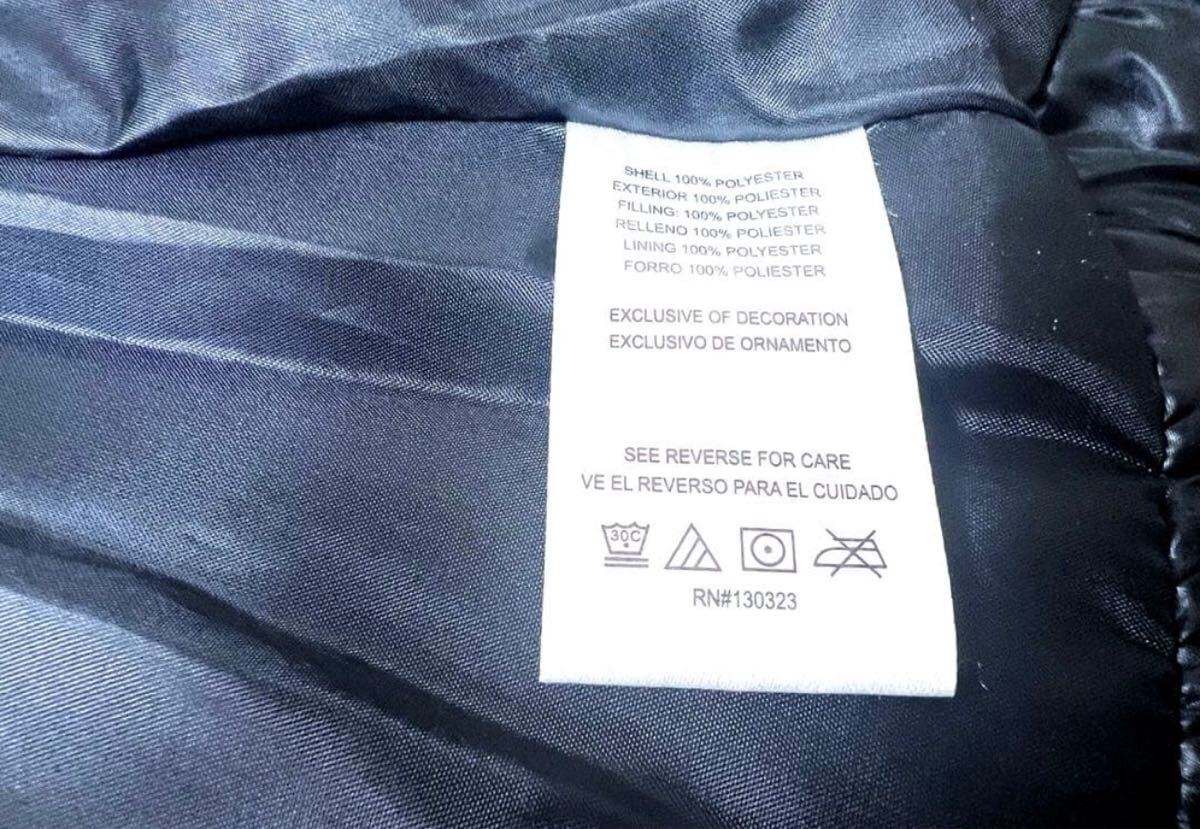 SHELL 100% POLYESTER
EXTERIOR 100% POLIESTER
FILLING: 100% POLYESTER
RELLENO 100% POLIESTER
LINING 100% POLYESTER
FORRO 100% POLIESTER
EXCLUSIVE OF DECORATION
EXCLUSIVO DE ORNAMENTO
SEE REVERSE FOR CARE
VE EL REVERSO PARA EL CUIDADO
30C
RN#130323